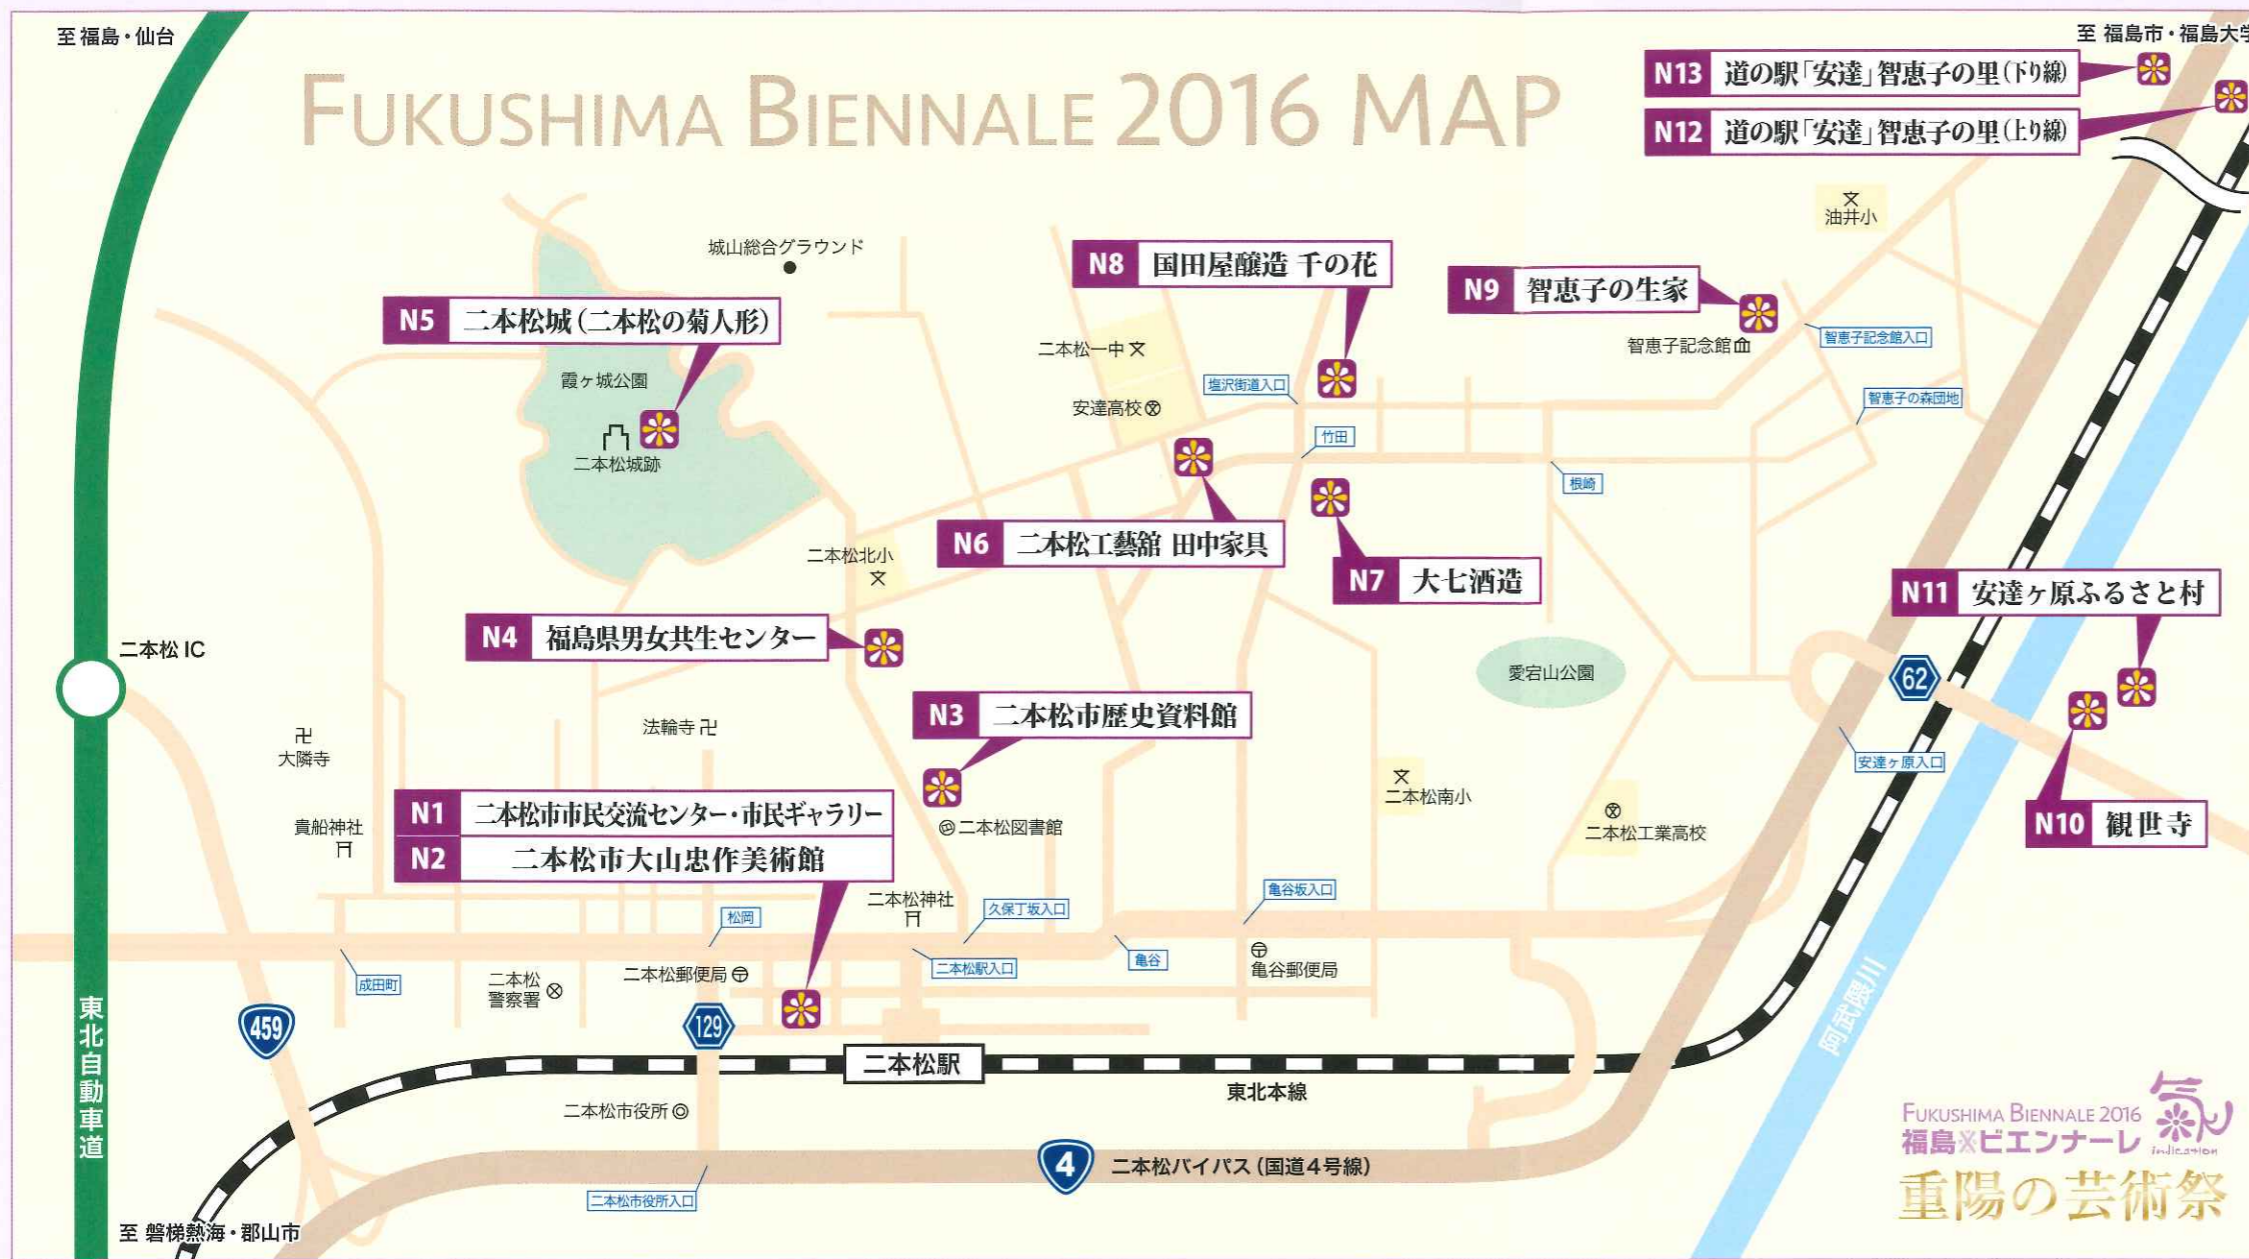 至 福島・仙台
至 福島市・福島大学
FUKUSHIMA BIENNALE 2016 MAP
N13 道の駅「安達」智恵子の里(下り線)
N12 道の駅「安達」智恵子の里(上り線)
文
油井小
城山総合グラウンド
N8 国田屋醸造 千の花
N9 智恵子の生家
N5 二本松城(二本松の菊人形)
智恵子記念館入口
二本松一中 文
智恵子記念館
霞ヶ城公園
塩沢街道入口
智恵子の森団地
安達高校
竹田
二本松城跡
根崎
N6 二本松工藝舘 田中家具
二本松北小
文
N7 大七酒造
N11 安達ヶ原ふるさと村
N4 福島県男女共生センター
二本松 IC
愛宕山公園
62
N3 二本松市歴史資料館
法輪寺 卍
卍
大隣寺
安達ヶ原入口
文
二本松南小
N1 二本松市市民交流センター・市民ギャラリー
N2 二本松市大山忠作美術館
貴船神社
二本松図書館
二本松工業高校
N10 観世寺
二本松神社
久保丁坂入口
亀谷坂入口
松岡
二本松駅入口
亀谷
亀谷郵便局
成田町
二本松
警察署
二本松郵便局
東北自動車道
459
129
阿武隈川
二本松駅
東北本線
二本松市役所
4 二本松バイパス(国道4号線)
二本松市役所入口
至 磐梯熱海・郡山市
FUKUSHIMA BIENNALE 2016
福島※ビエンナーレ
氣
indication
重陽の芸術祭